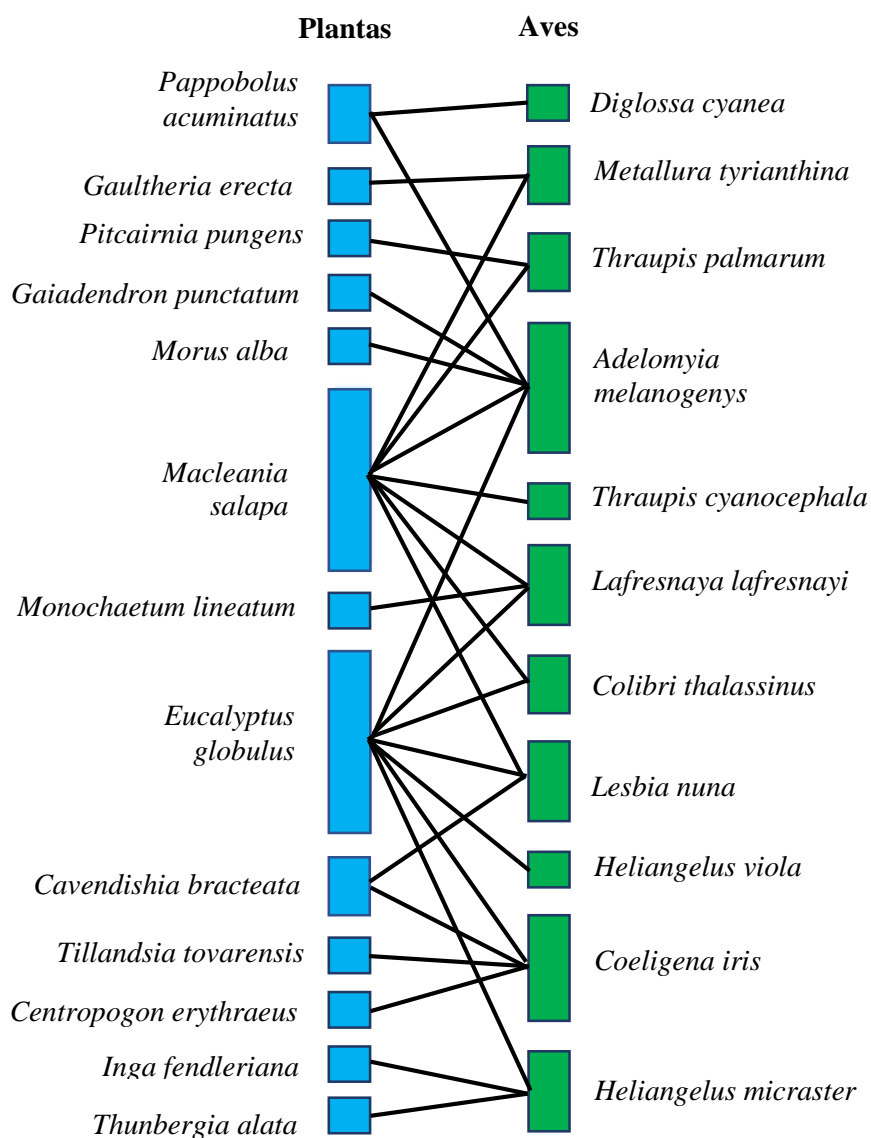 Plantas
Aves
Pappobolus
acuminatus
Diglossa cyanea
Gaultheria erecta
Metallura tyrianthina
Pitcairnia pungens
Thraupis palmarum
Gaiadendron punctatum
Morus alba
Adelomyia
melanogenys
Macleania
salapa
Thraupis cyanocephala
Monochaetum lineatum
Lafresnaya lafresnayi
Eucalyptus
globulus
Colibri thalassinus
Lesbia nuna
Cavendishia bracteata
Heliangelus viola
Tillandsia tovarensis
Coeligena iris
Centropogon erythraeus
Inga fendleriana
Heliangelus micraster
Thunbergia alata